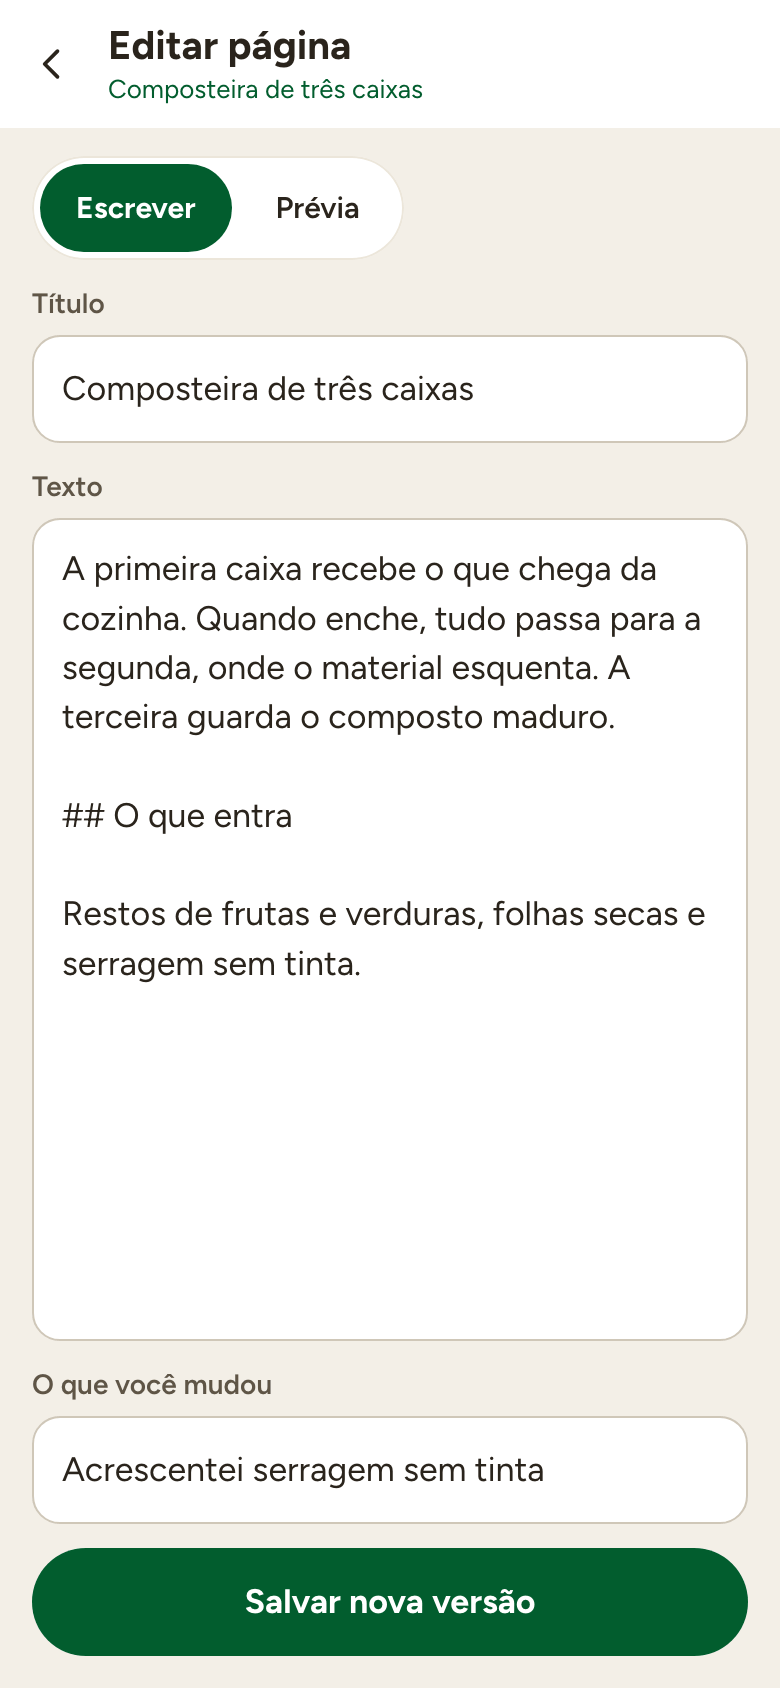 Editar página
Composteira de três caixas
Escrever
Prévia
Título
Composteira de três caixas
Texto
A primeira caixa recebe o que chega da
cozinha. Quando enche, tudo passa para a
segunda, onde o material esquenta. A
terceira guarda o composto maduro.
## O que entra
Restos de frutas e verduras, folhas secas e
serragem sem tinta.
O que você mudou
Acrescentei serragem sem tinta
Salvar nova versão